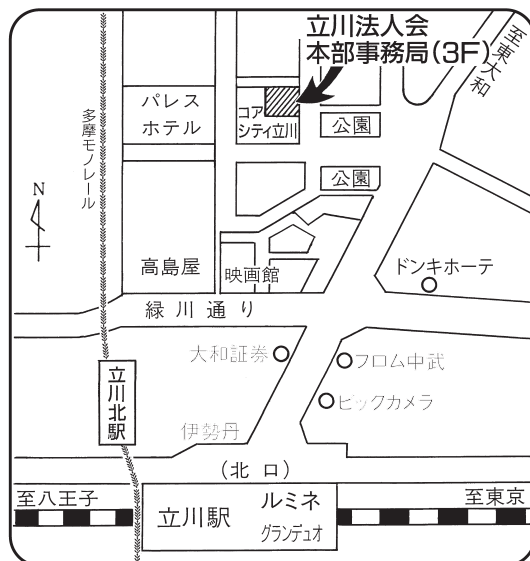 立川法人会
本部事務局(3F)
至東大和
パレス
ホテル
コア
シティ立川
公園
多摩モノレール
公園
N
高島屋
映画館
ドンキホーテ
緑川通り
大和証券
フロム中武
立川北駅
ビックカメラ
伊勢丹
(北口)
至八王子
ルミネ
至東京
立川駅
グランデュオ